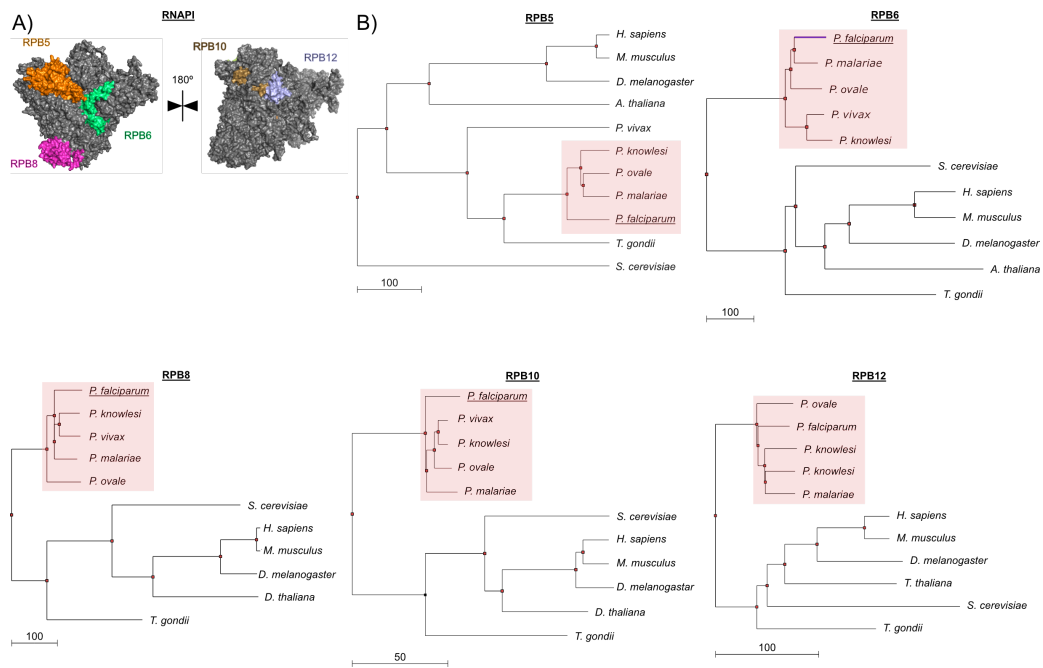 A)
RNAPI
RPB5
RPB6
RPB8
180º
RPB10
RPB12
B)
RPB5
H. sapiens
M. musculus
D. melanogaster
A. thaliana
P. vivax
P. knowlesi
P. ovale
P. malariae
P. falciparum
T. gondii
S. cerevisiae
100
RPB6
P. falciparum
P. malariae
P. ovale
P. vivax
P. knowlesi
S. cerevisiae
H. sapiens
M. musculus
D. melanogaster
A. thaliana
T. gondii
100
RPB8
P. falciparum
P. knowlesi
P. vivax
P. malariae
P. ovale
S. cerevisiae
H. sapiens
M. musculus
D. melanogaster
D. thaliana
T. gondii
100
RPB10
P. falciparum
P. vivax
P. knowlesi
P. ovale
P. malariae
S. cerevisiae
H. sapiens
M. musculus
D. melanogastar
D. thaliana
T. gondii
50
RPB12
P. ovale
P. falciparum
P. knowlesi
P. knowlesi
P. malariae
H. sapiens
M. musculus
D. melanogaster
T. thaliana
S. cerevisiae
T. gondii
100